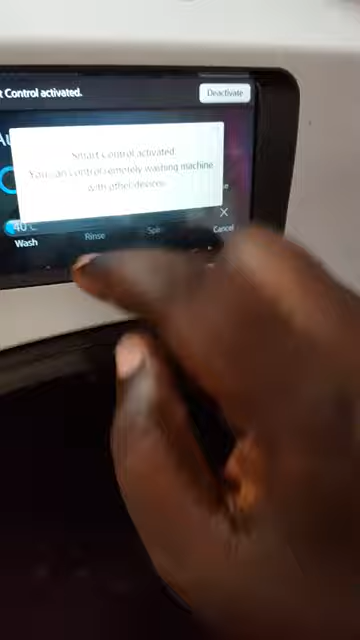 t Control activated.
Deactivate
Smart Control activated.
You can control remotely washing machine
with other devices.
40°C
Wash
Rinse
Spin
Cancel